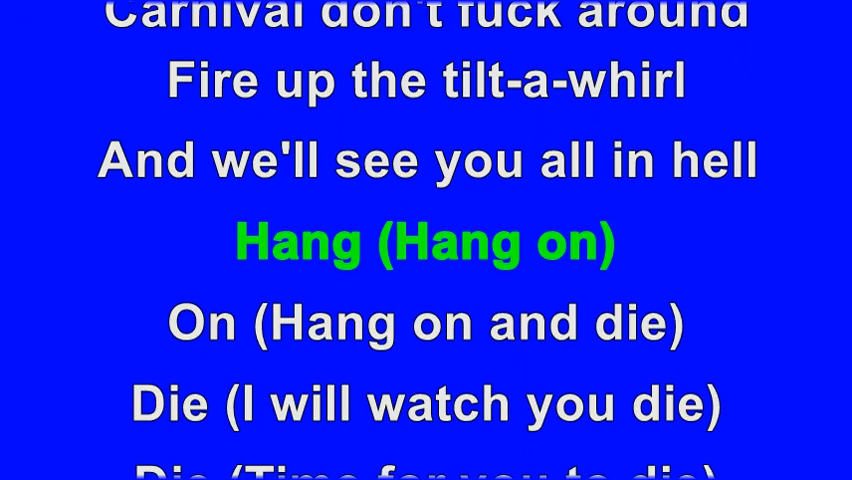 Carnival don't fuck around
Fire up the tilt-a-whirl
And we'll see you all in hell
Hang (Hang on)
On (Hang on and die)
Die (I will watch you die)
Die (Time for you to die)